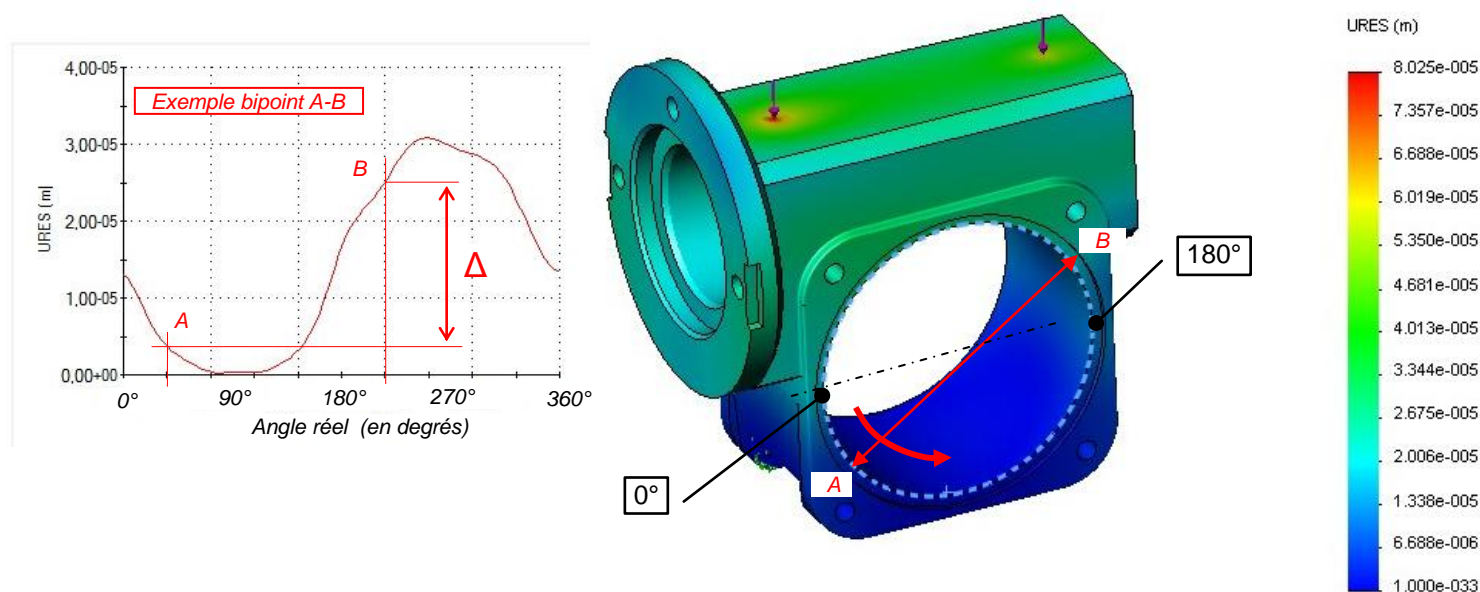 Exemple bipoint A-B
4,00-05
3,00-05
2,00-05
1,00-05
0,00+00
URES (m)
A
B
Δ
0° 90° 180° 270° 360°
Angle réel (en degrés)
B
180°
A
0°
URES (m)
8.025e-005
7.357e-005
6.688e-005
6.019e-005
5.350e-005
4.681e-005
4.013e-005
3.344e-005
2.675e-005
2.006e-005
1.338e-005
6.688e-006
1.000e-033